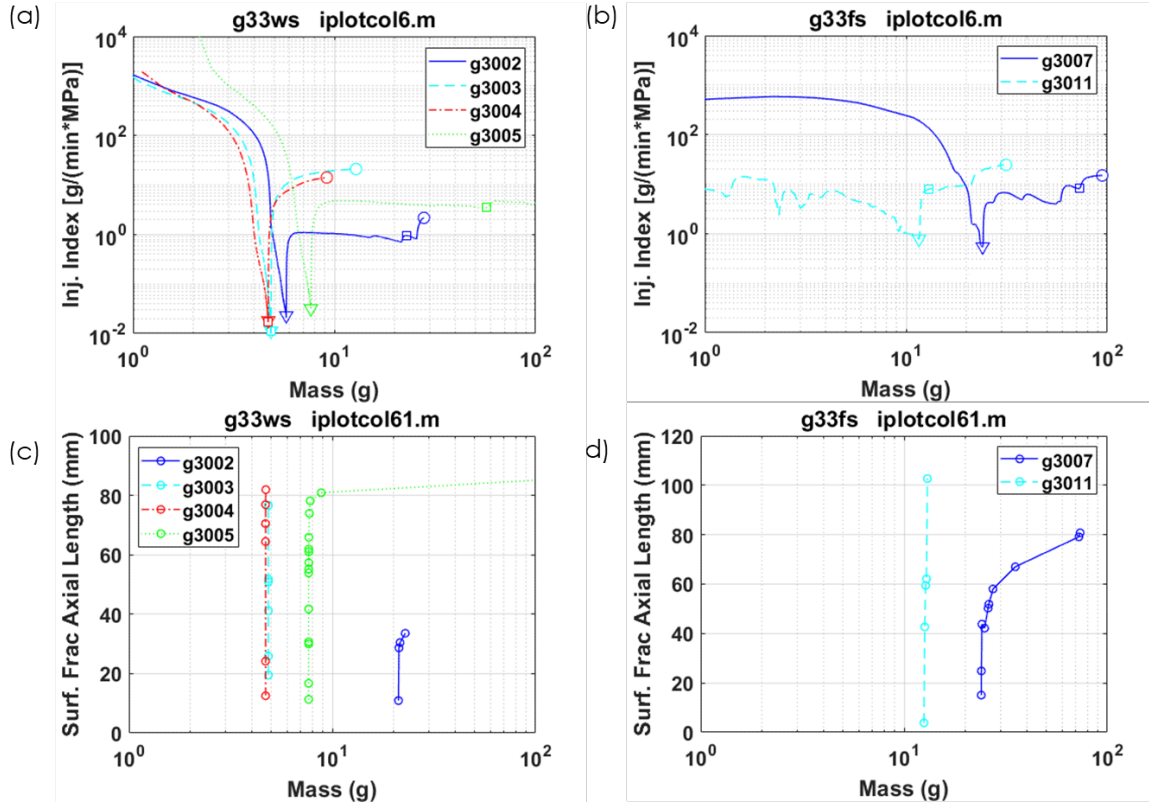 (a)
g33ws iplotcol6.m
Inj. Index [g/(min*MPa)]
10^4
10^2
10^0
10^-2
g3002
g3003
g3004
g3005
10^0
10^1
10^2
Mass (g)
(b)
g33fs iplotcol6.m
Inj. Index [g/(min*MPa)]
10^4
10^2
10^0
10^-2
g3007
g3011
10^0
10^1
10^2
Mass (g)
(c)
g33ws iplotcol61.m
Surf. Frac Axial Length (mm)
100
80
60
40
20
0
g3002
g3003
g3004
g3005
10^0
10^1
10^2
Mass (g)
d)
g33fs iplotcol61.m
Surf. Frac Axial Length (mm)
120
100
80
60
40
20
0
g3007
g3011
10^0
10^1
10^2
Mass (g)